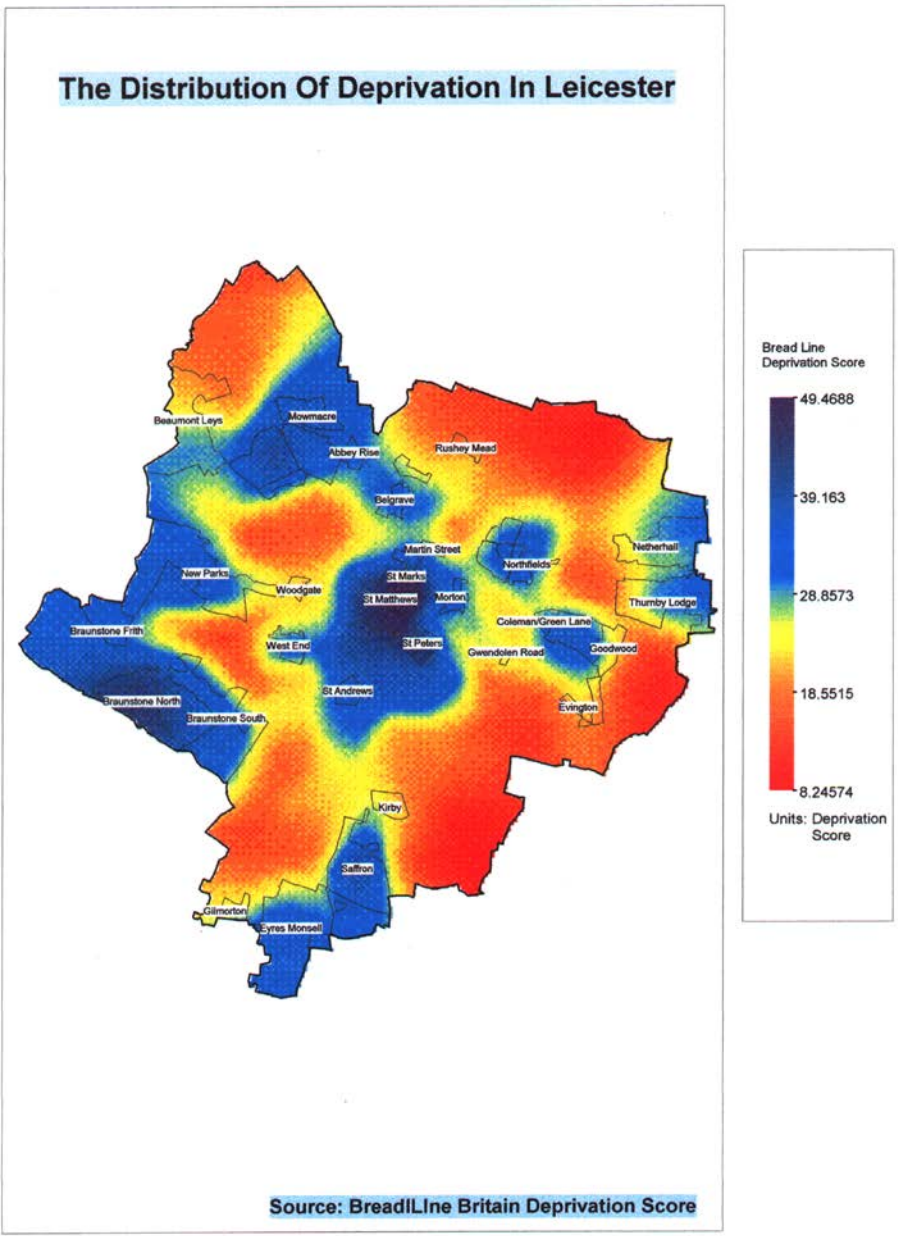 The Distribution Of Deprivation In Leicester
Bread Line
Deprivation Score
49.4688
39.163
28.8573
18.5515
8.24574
Units: Deprivation
Score
Beaumont Leys
Mowmacre
Abbey Rise
Rushey Mead
Belgrave
Martin Street
Netherhall
Northfields
New Parks
St Marks
Woodgate
St Matthews
Morton
Thurnby Lodge
Coleman/Green Lane
Braunstone Frith
West End
St Peters
Gwendolen Road
Goodwood
St Andrews
Braunstone North
Evington
Braunstone South
Kirby
Saffron
Gilmorton
Eyres Monsell
Source: BreadlLIne Britain Deprivation Score